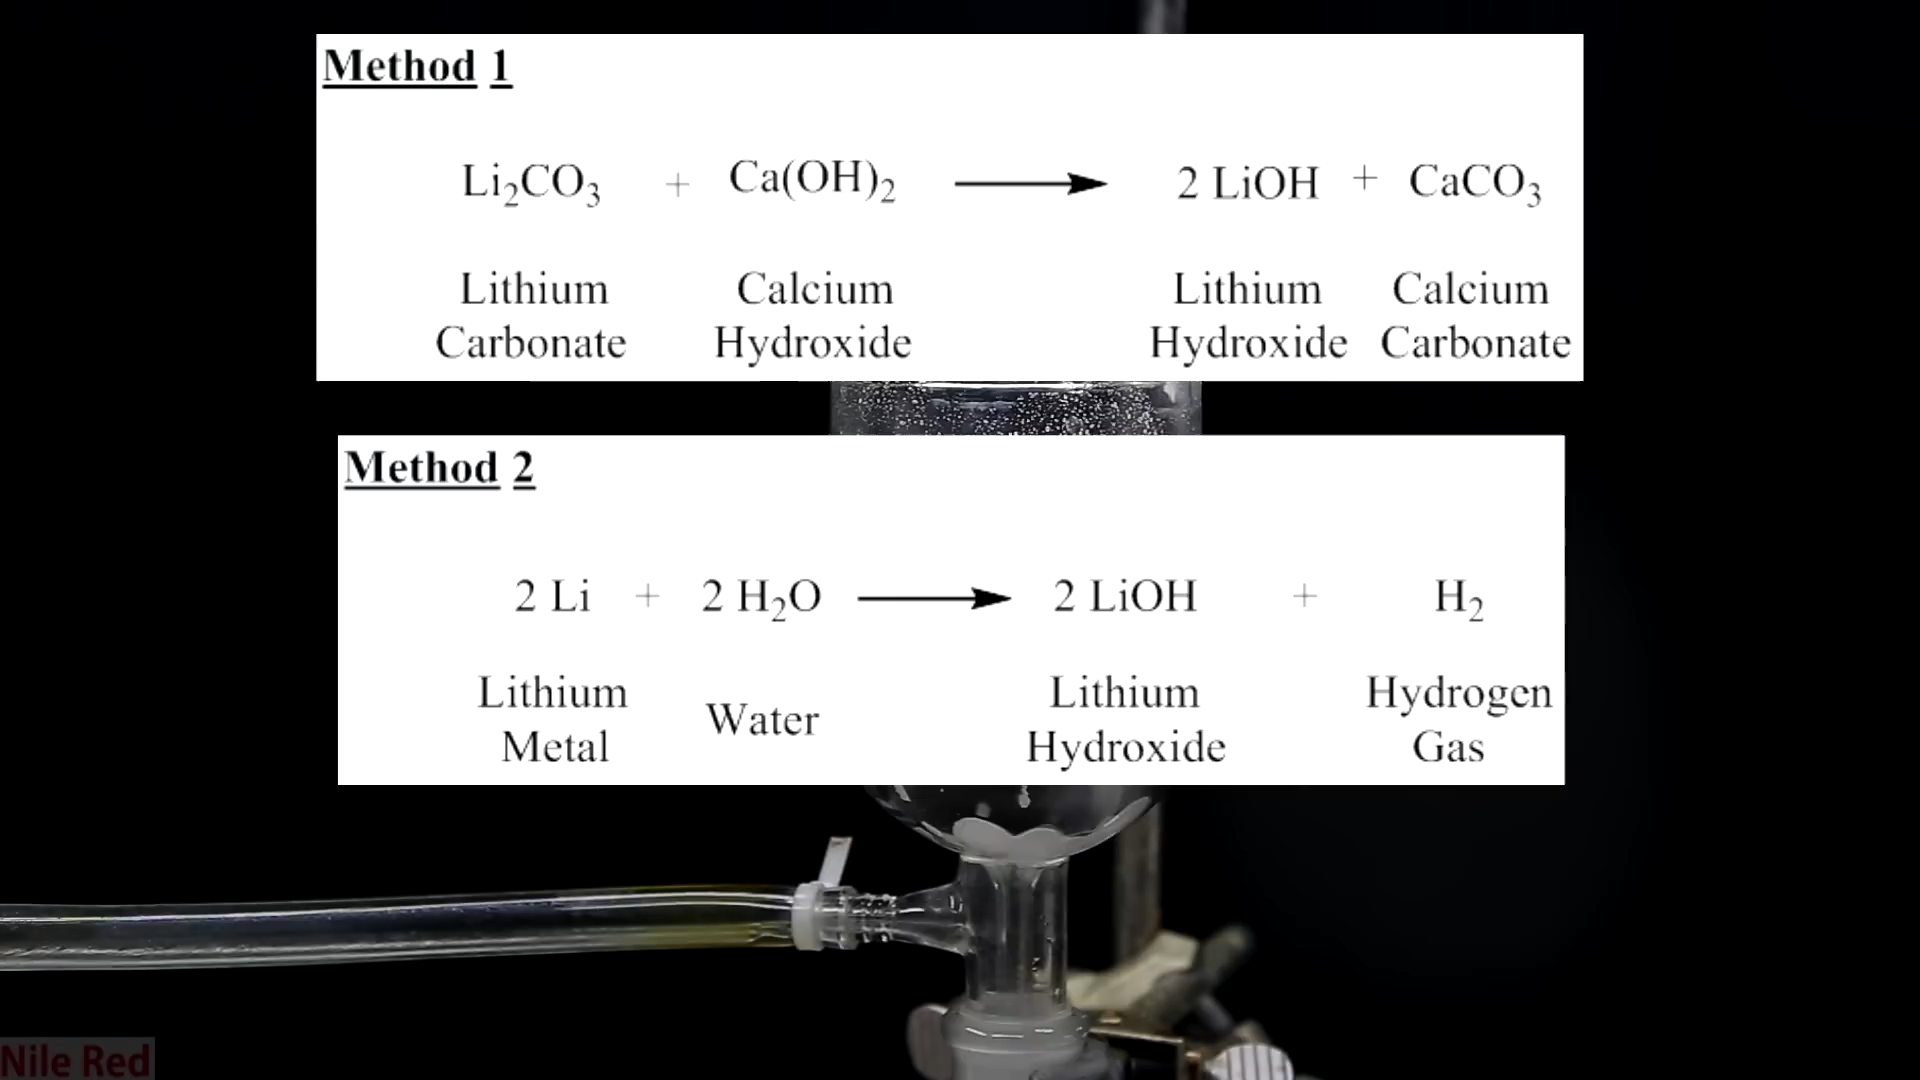 Method 1
Li₂CO₃ + Ca(OH)₂ ⟶ 2 LiOH + CaCO₃
Lithium Carbonate Calcium Hydroxide Lithium Hydroxide Calcium Carbonate
Method 2
2 Li + 2 H₂O ⟶ 2 LiOH + H₂
Lithium Metal Water Lithium Hydroxide Hydrogen Gas
Nile Red